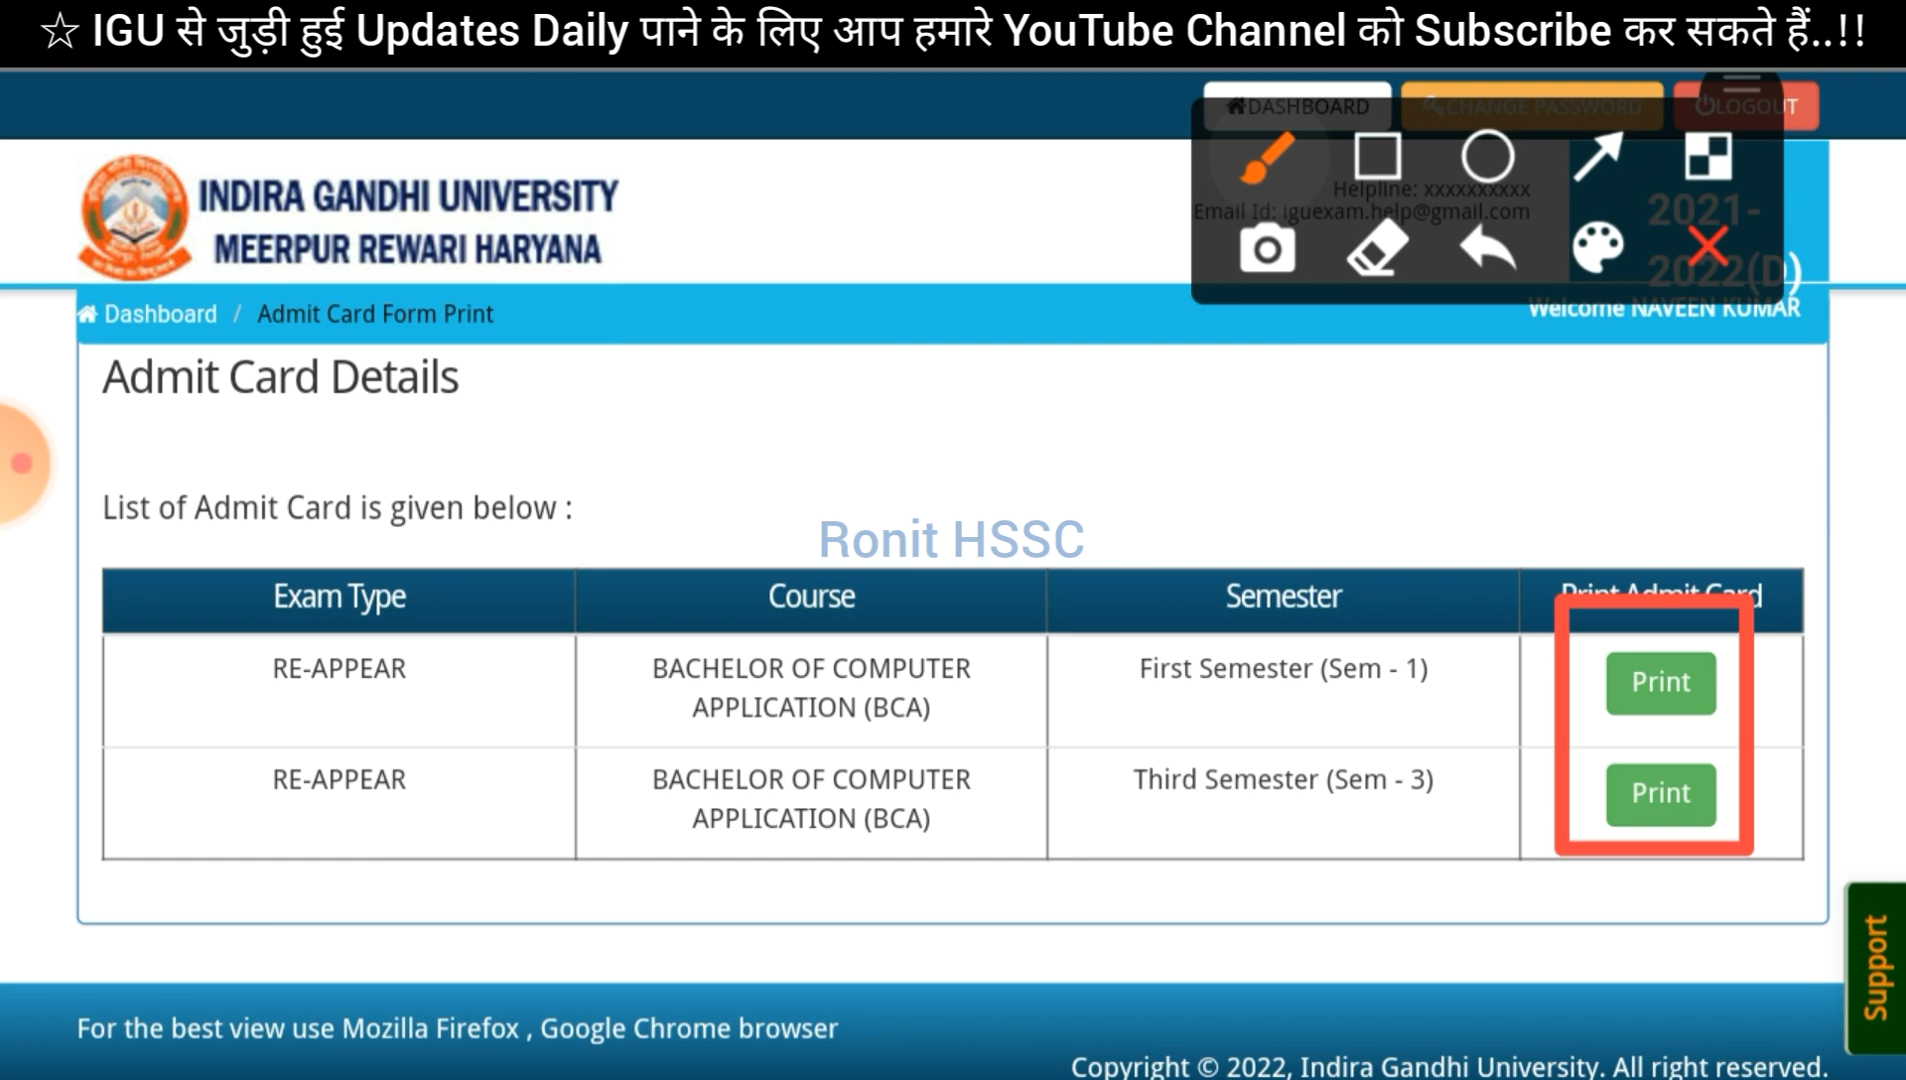 ☆ IGU से जुड़ी हुई Updates Daily पाने के लिए आप हमारे YouTube Channel को Subscribe कर सकते हैं..!!
DASHBOARD CHANGE PASSWORD LOGOUT
INDIRA GANDHI UNIVERSITY
MEERPUR REWARI HARYANA
Helpline: xxxxxxxxxx
Email Id: iguexam.help@gmail.com
2021-
2022(D)
Dashboard / Admit Card Form Print
Welcome NAVEEN KUMAR
Admit Card Details
List of Admit Card is given below :
Ronit HSSC
Exam Type Course Semester Print Admit Card
RE-APPEAR BACHELOR OF COMPUTER First Semester (Sem - 1) Print
APPLICATION (BCA)
RE-APPEAR BACHELOR OF COMPUTER Third Semester (Sem - 3) Print
APPLICATION (BCA)
Support
For the best view use Mozilla Firefox , Google Chrome browser
Copyright © 2022, Indira Gandhi University. All right reserved.